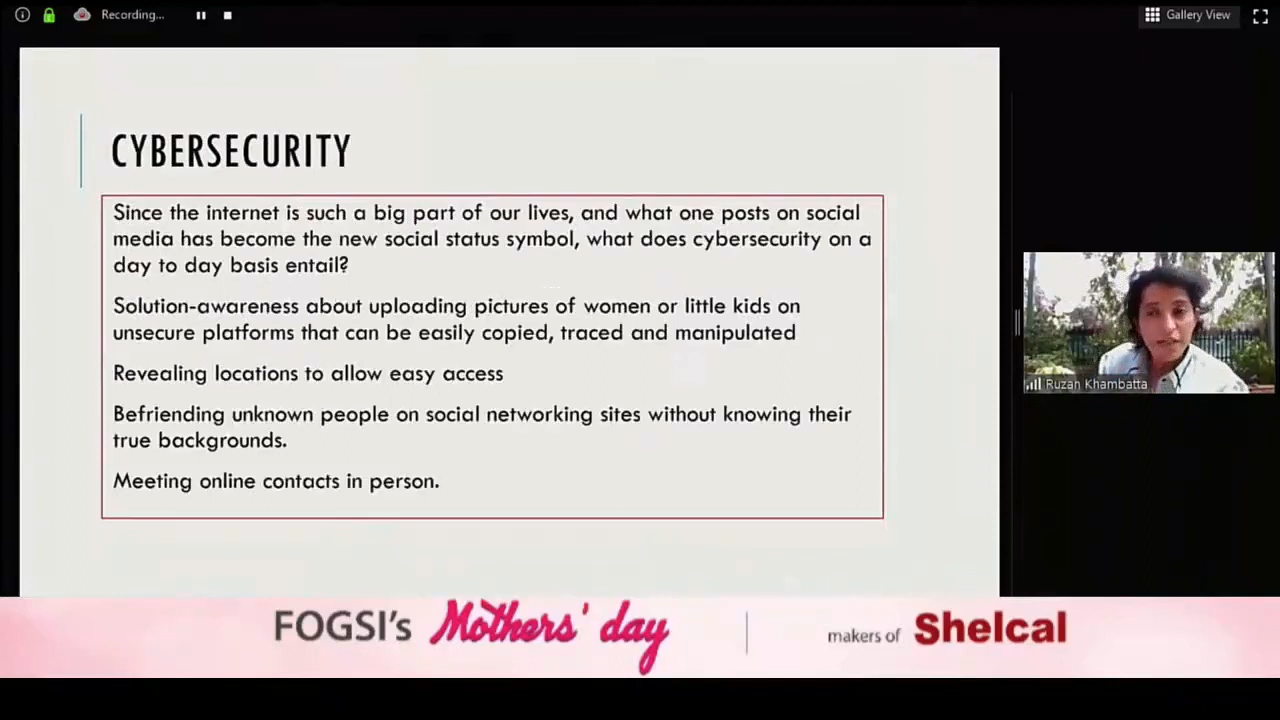 Recording...
Gallery View
CYBERSECURITY
Since the internet is such a big part of our lives, and what one posts on social
media has become the new social status symbol, what does cybersecurity on a
day to day basis entail?
Solution-awareness about uploading pictures of women or little kids on
unsecure platforms that can be easily copied, traced and manipulated
Revealing locations to allow easy access
Befriending unknown people on social networking sites without knowing their
true backgrounds.
Meeting online contacts in person.
Ruzan Khambatta
FOGSI's Mothers' day
makers of Shelcal